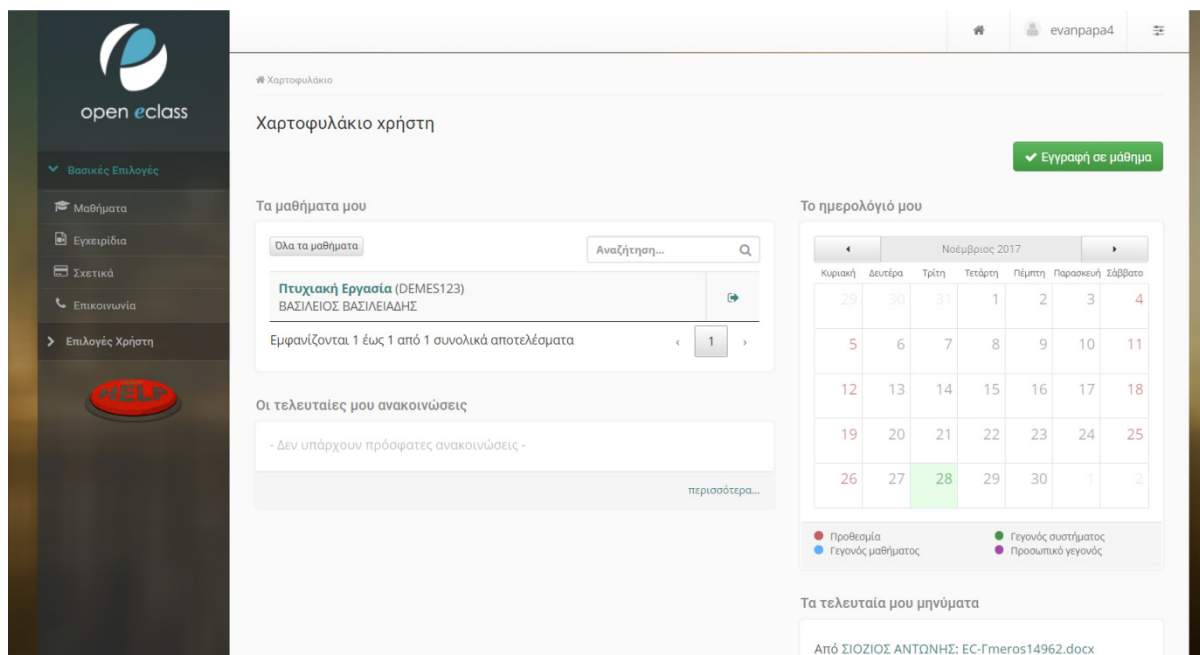 open eclass
evanpapa4
Χαρτοφυλάκιο
Χαρτοφυλάκιο χρήστη
Εγγραφή σε μάθημα
Βασικές Επιλογές
Μαθήματα
Εγχειρίδια
Σχετικά
Επικοινωνία
Επιλογές Χρήστη
HELP
Τα μαθήματα μου
Όλα τα μαθήματα
Αναζήτηση...
Πτυχιακή Εργασία (DEMES123)
ΒΑΣΙΛΕΙΟΣ ΒΑΣΙΛΕΙΑΔΗΣ
Εμφανίζονται 1 έως 1 από 1 συνολικά αποτελέσματα
‹ 1 ›
Οι τελευταίες μου ανακοινώσεις
- Δεν υπάρχουν πρόσφατες ανακοινώσεις -
περισσότερα...
Το ημερολόγιό μου
Νοέμβριος 2017
Κυριακή Δευτέρα Τρίτη Τετάρτη Πέμπτη Παρασκευή Σάββατο
29 30 31 1 2 3 4
5 6 7 8 9 10 11
12 13 14 15 16 17 18
19 20 21 22 23 24 25
26 27 28 29 30 1 2
Προθεσμία Γεγονός συστήματος
Γεγονός μαθήματος Προσωπικό γεγονός
Τα τελευταία μου μηνύματα
Από ΣΙΟΖΙΟΣ ΑΝΤΩΝΗΣ: EC-Γmeros14962.docx